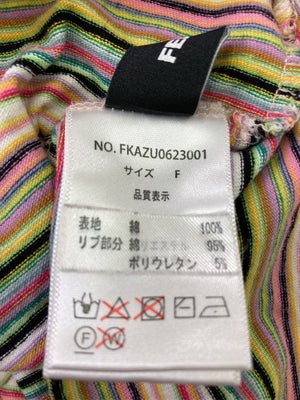 FE
NO. FKAZU0623001
サイズ F
品質表示
表地 綿 100%
リブ部分 綿 95%
ポリウレタン 5%
F W